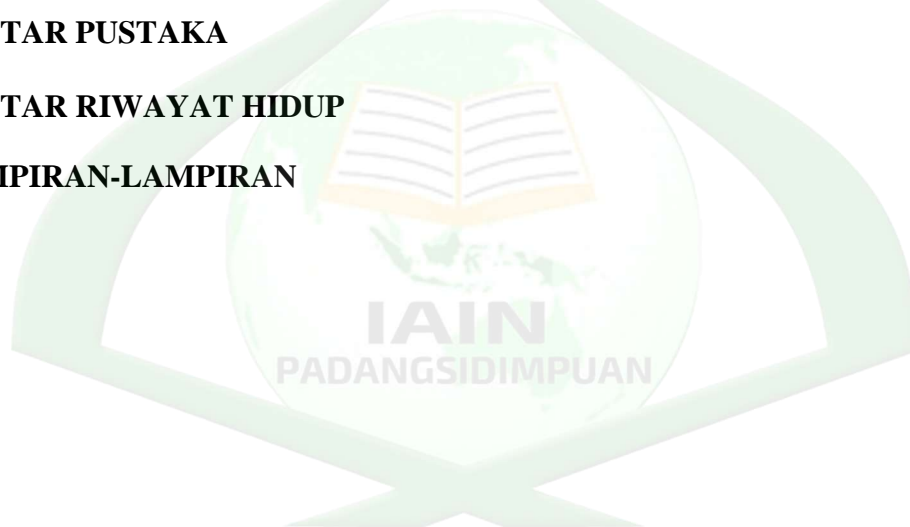 TAR PUSTAKA
TAR RIWAYAT HIDUP
IPIRAN-LAMPIRAN
IAIN
PADANGSIDIMPUAN